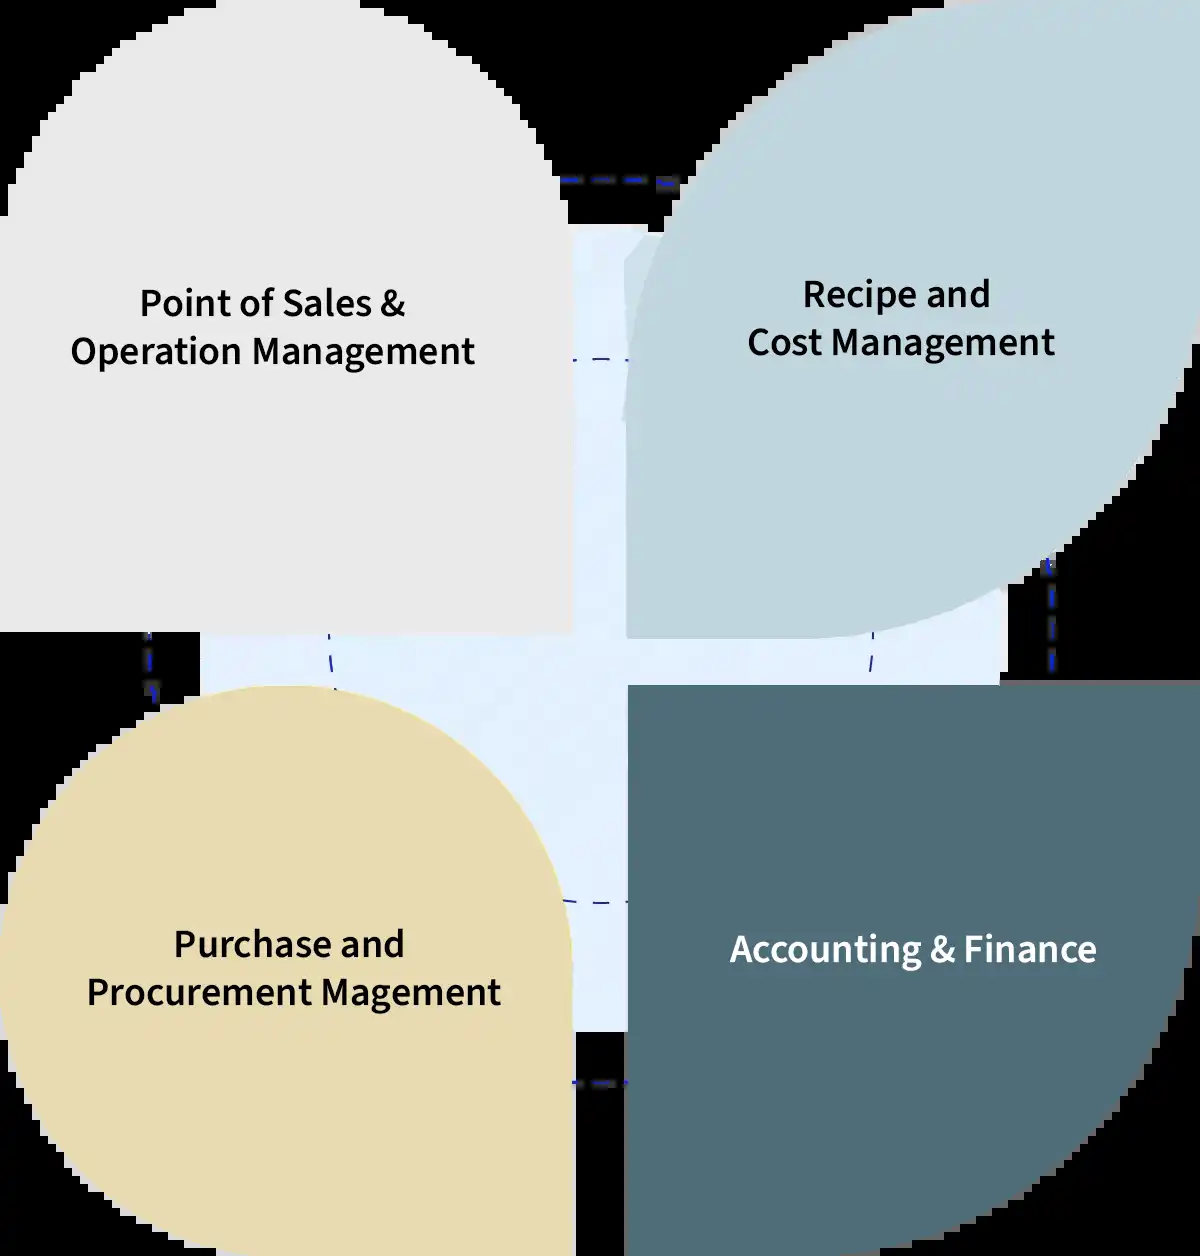 Point of Sales &
Operation Management
Recipe and
Cost Management
Purchase and
Procurement Magement
Accounting & Finance